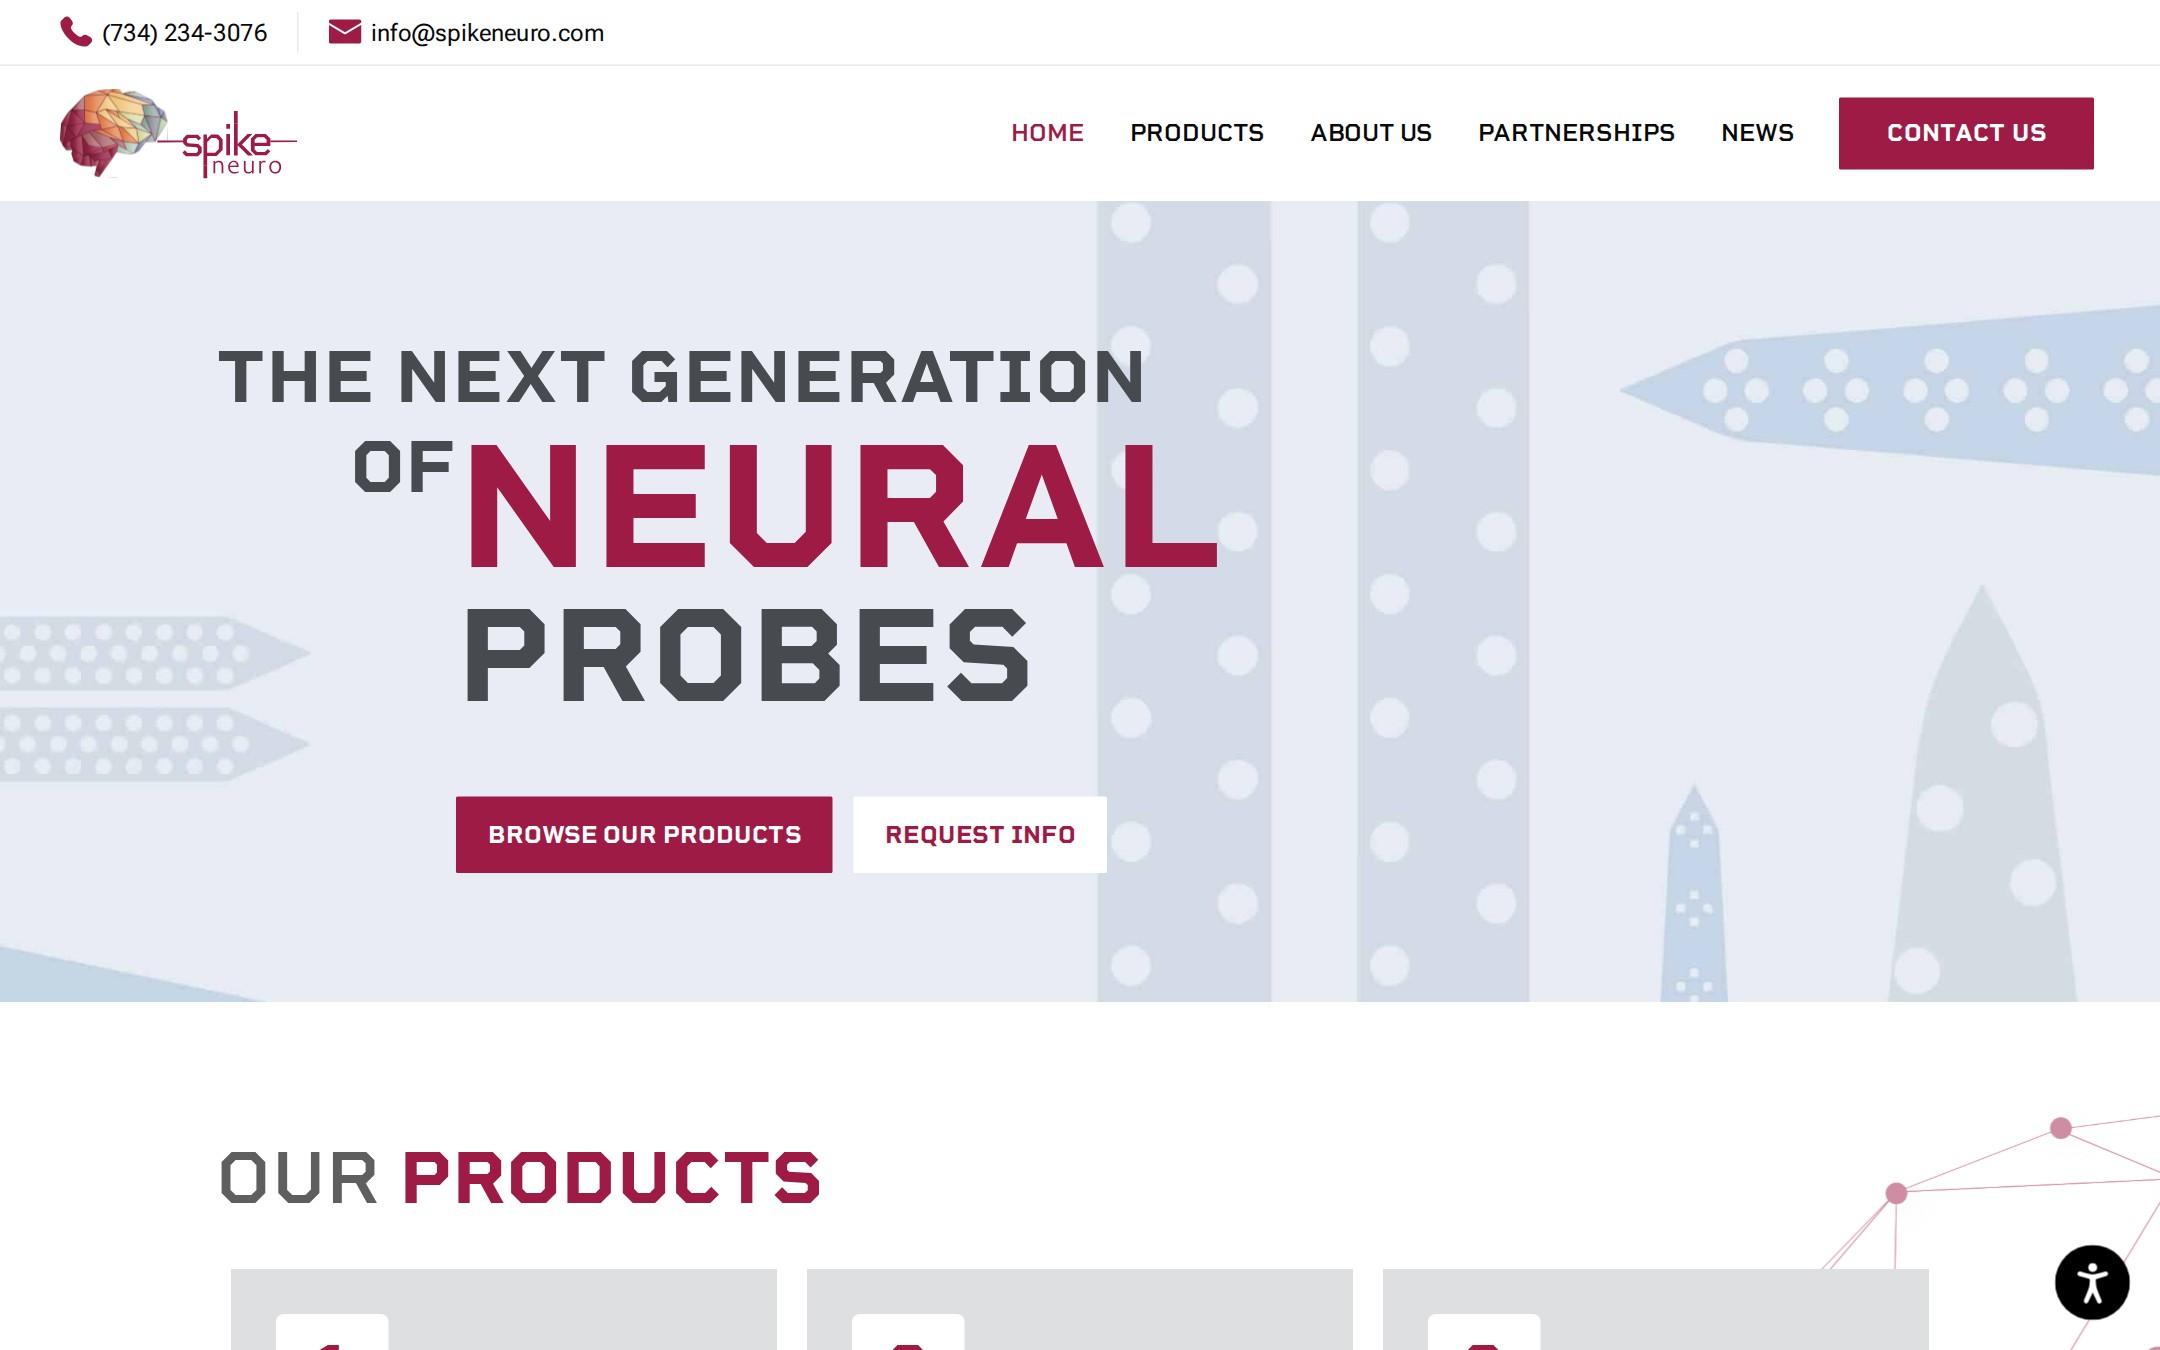 (734) 234-3076
info@spikeneuro.com
spike
neuro
HOME
PRODUCTS
ABOUT US
PARTNERSHIPS
NEWS
CONTACT US
THE NEXT GENERATION
OF NEURAL
PROBES
BROWSE OUR PRODUCTS
REQUEST INFO
OUR PRODUCTS